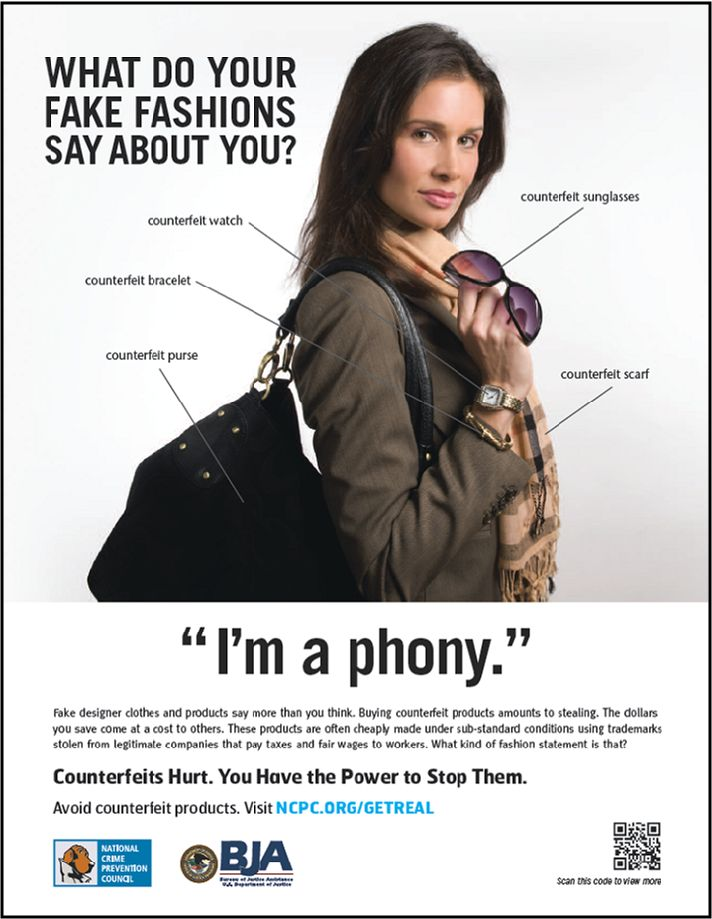 WHAT DO YOUR
FAKE FASHIONS
SAY ABOUT YOU?
counterfeit sunglasses
counterfeit watch
counterfeit bracelet
counterfeit purse
counterfeit scarf
“I’m a phony.”
Fake designer clothes and products say more than you think. Buying counterfeit products amounts to stealing. The dollars
you save come at a cost to others. These products are often cheaply made under sub-standard conditions using trademarks
stolen from legitimate companies that pay taxes and fair wages to workers. What kind of fashion statement is that?
Counterfeits Hurt. You Have the Power to Stop Them.
Avoid counterfeit products. Visit NCPC.ORG/GETREAL
NATIONAL
CRIME
PREVENTION
COUNCIL
BJA
Bureau of Justice Assistance
U.S. Department of Justice
Scan this code to view more